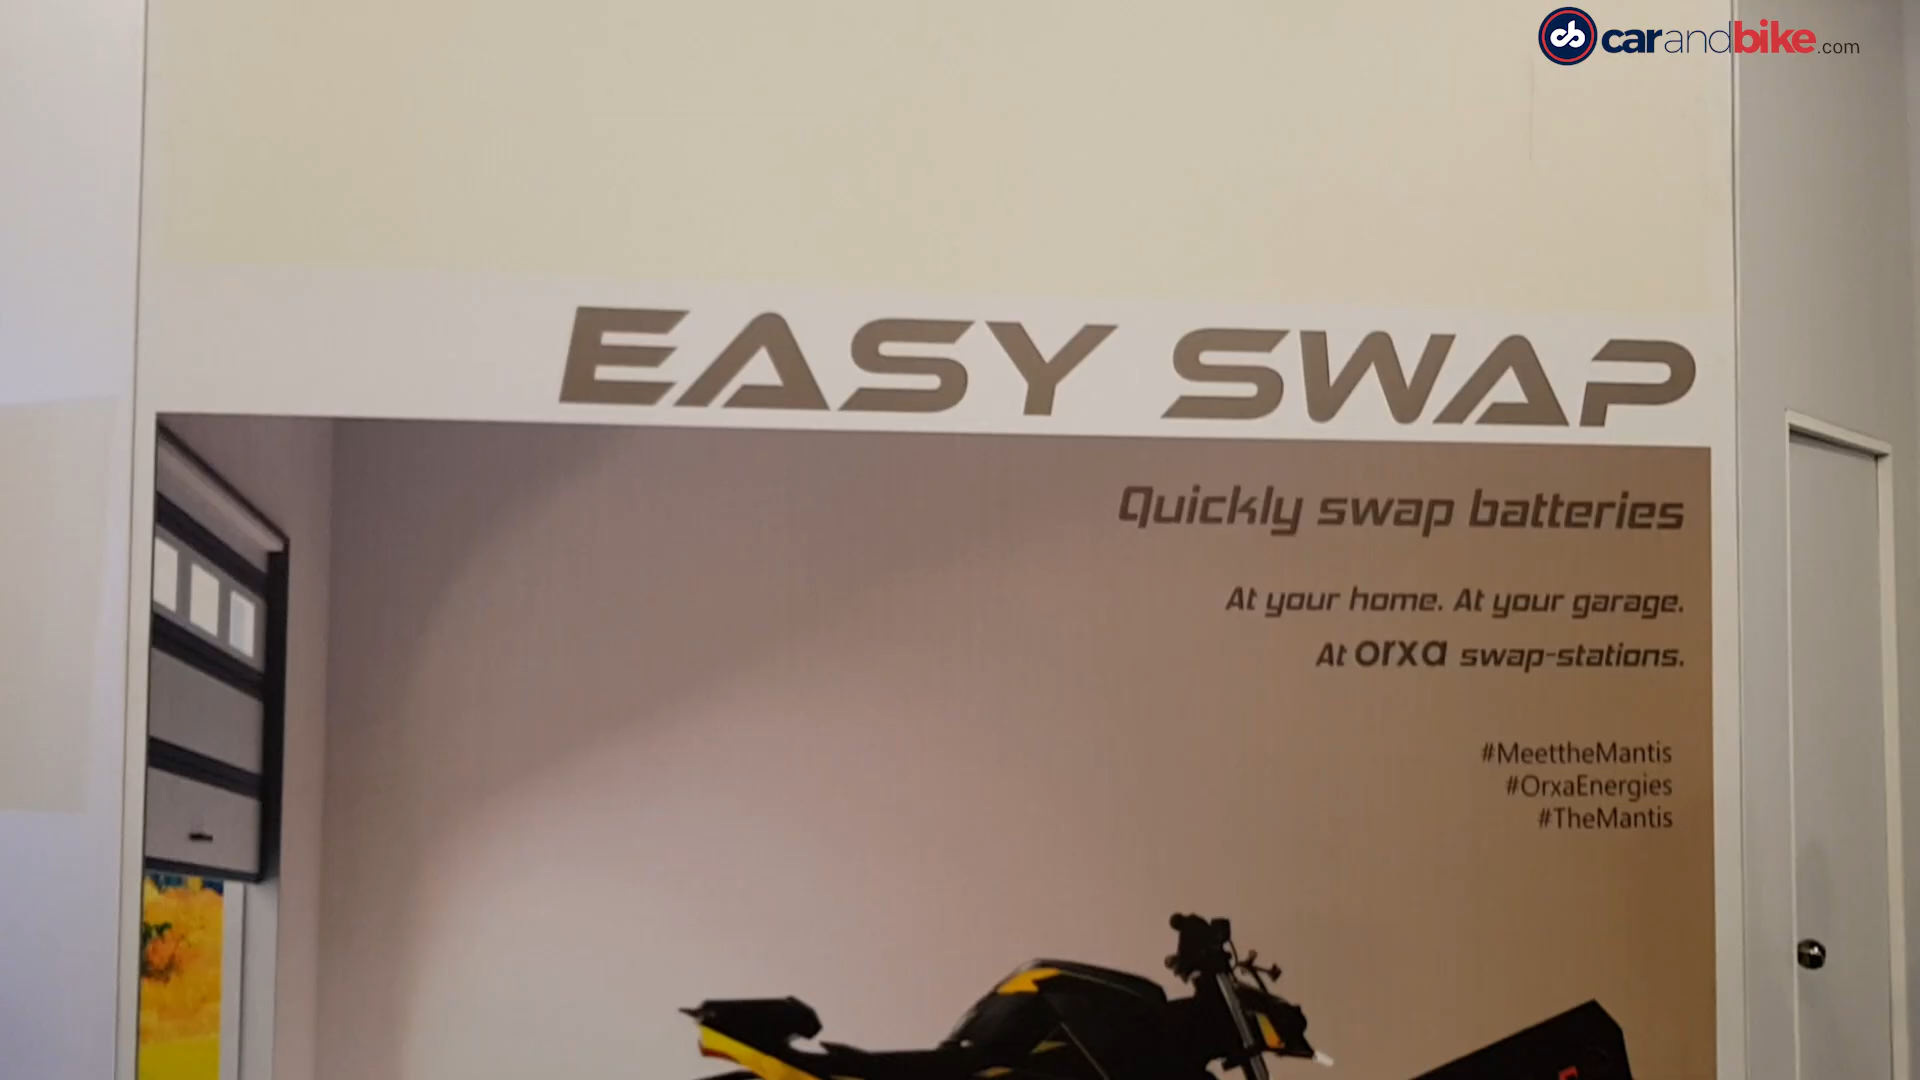 carandbike.com
EASY SWAP
Quickly swap batteries
At your home. At your garage.
At orxa swap-stations.
#MeettheMantis
#OrxaEnergies
#TheMantis